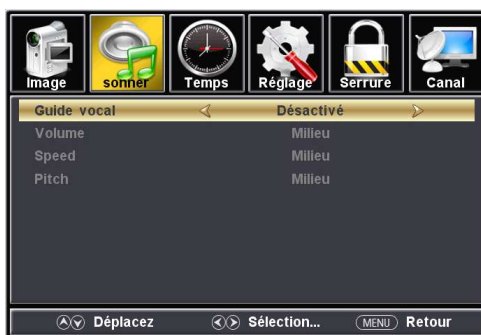 Image sonner Temps Réglage Serrure Canal
Guide vocal Désactivé
Volume Milieu
Speed Milieu
Pitch Milieu
Déplacez Sélection... MENU Retour